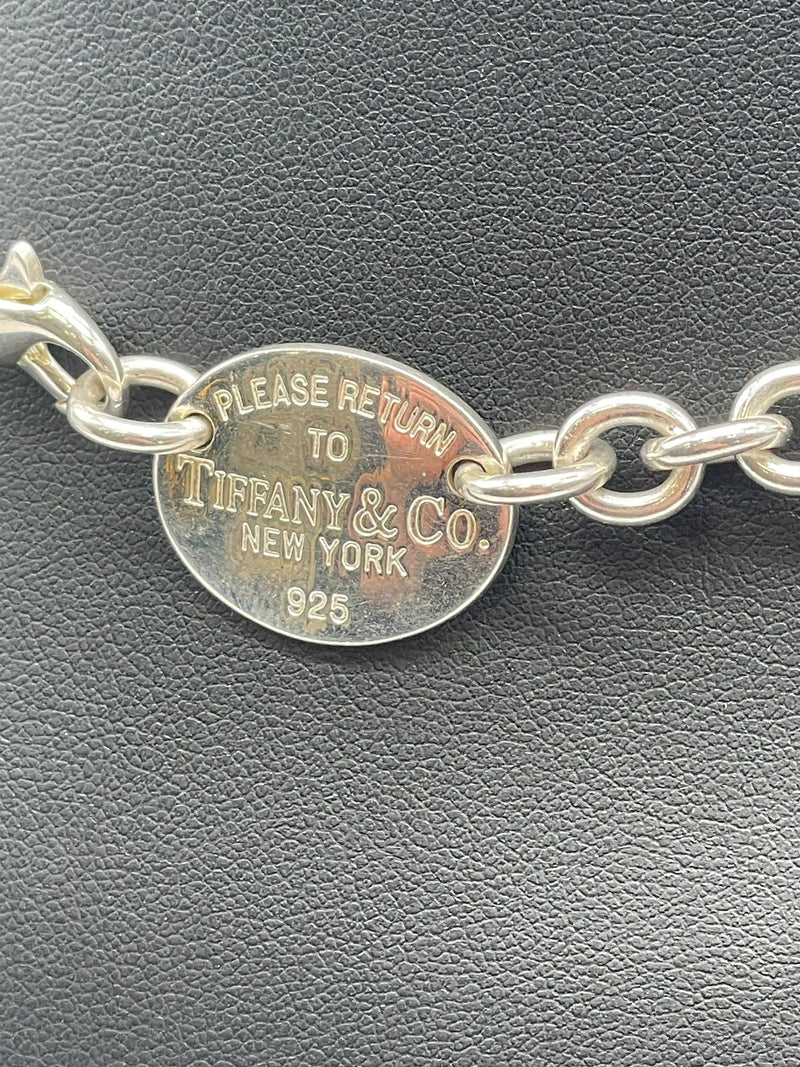 PLEASE RETURN
TO
TIFFANY & CO.
NEW YORK
925